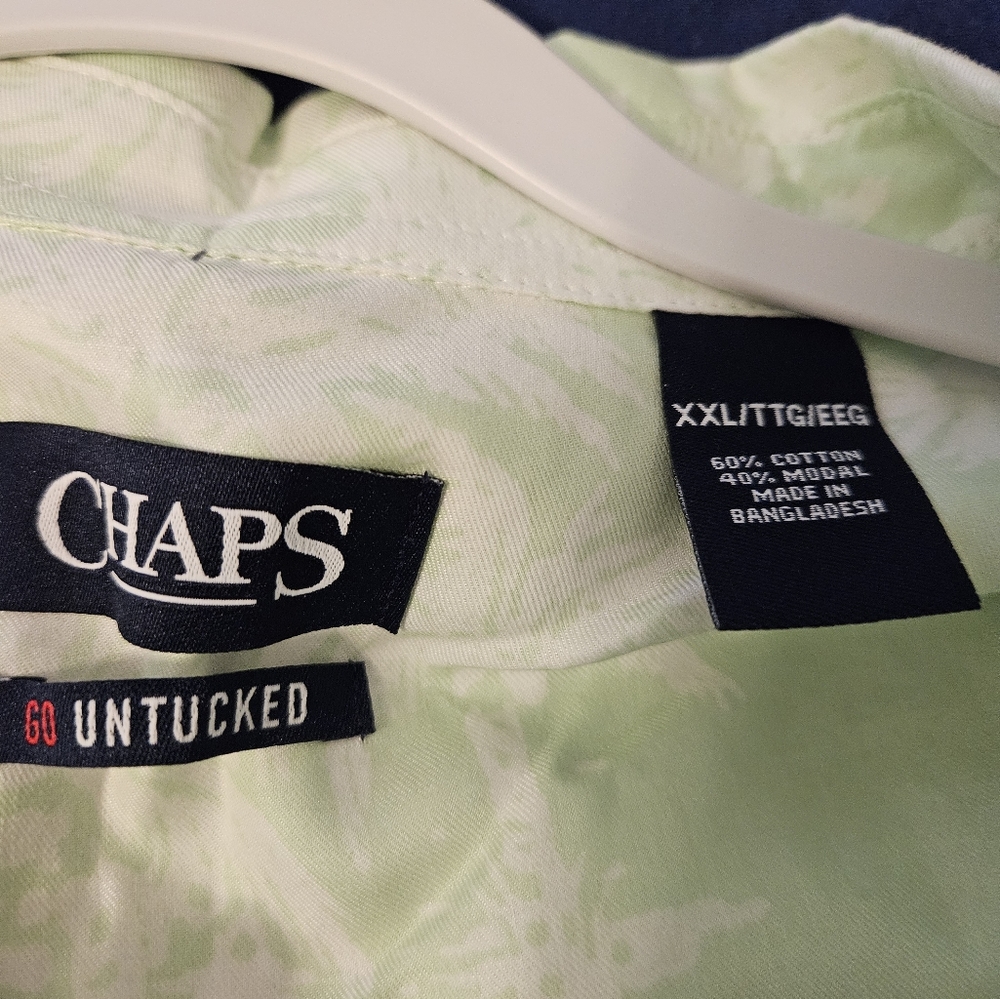 XXL/TTG/EEG
60% COTTON
40% MODAL
MADE IN
BANGLADESH
CHAPS
GO UNTUCKED